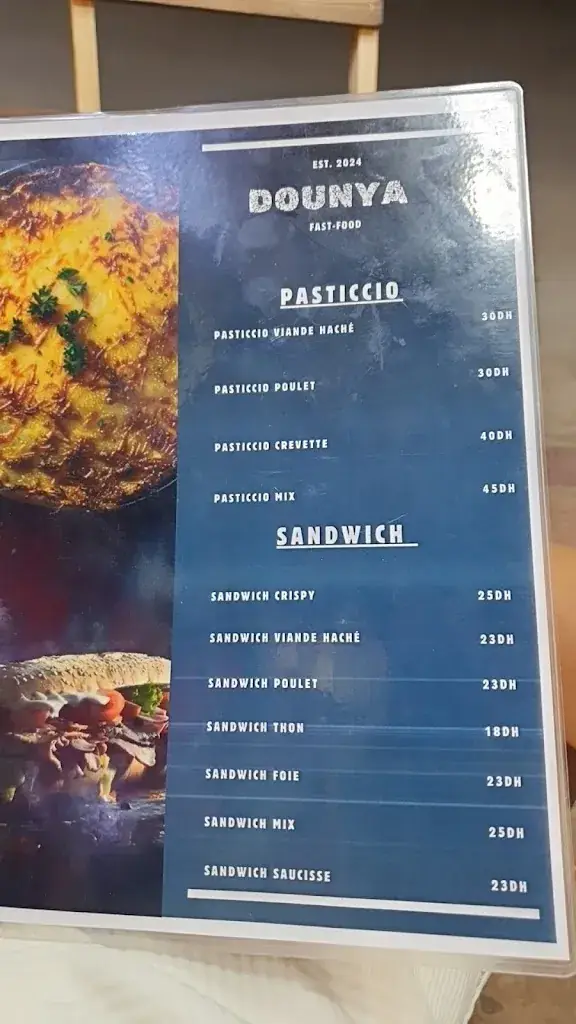 EST. 2024
DOUNYA
FAST-FOOD
PASTICCIO
PASTICCIO VIANDE HACHÉ 30DH
PASTICCIO POULET 30DH
PASTICCIO CREVETTE 40DH
PASTICCIO MIX 45DH
SANDWICH
SANDWICH CRISPY 25DH
SANDWICH VIANDE HACHÉ 23DH
SANDWICH POULET 23DH
SANDWICH THON 18DH
SANDWICH FOIE 23DH
SANDWICH MIX 25DH
SANDWICH SAUCISSE 23DH